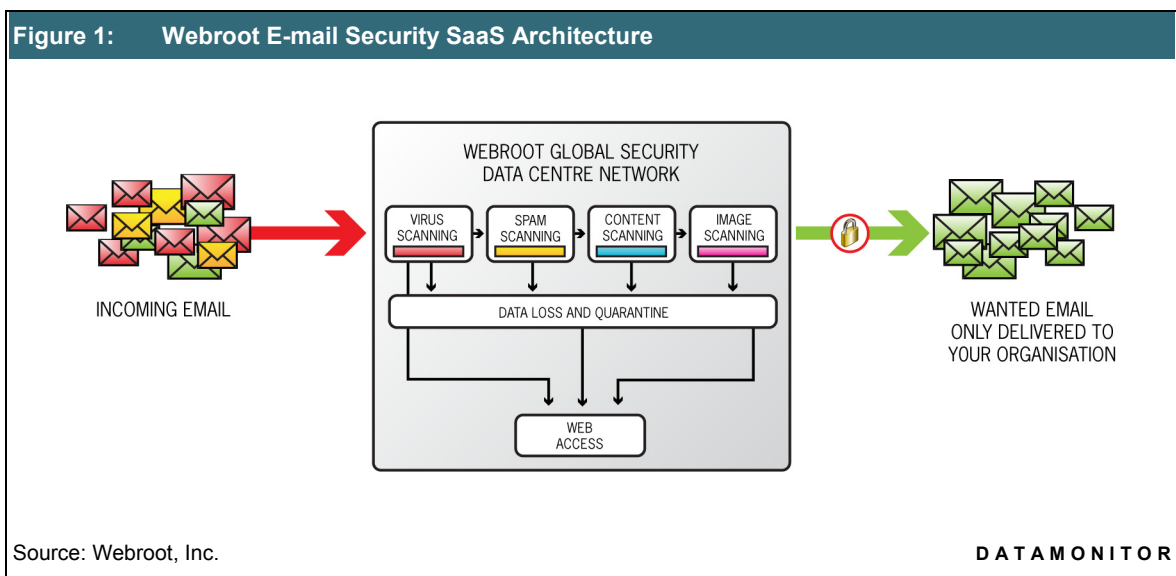 Figure 1: Webroot E-mail Security SaaS Architecture
WEBROOT GLOBAL SECURITY
DATA CENTRE NETWORK
VIRUS
SCANNING
SPAM
SCANNING
CONTENT
SCANNING
IMAGE
SCANNING
INCOMING EMAIL
DATA LOSS AND QUARANTINE
WEB
ACCESS
WANTED EMAIL
ONLY DELIVERED TO
YOUR ORGANISATION
Source: Webroot, Inc.
DATAMONITOR